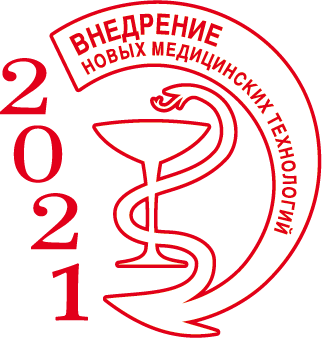 ВНЕДРЕНИЕ
НОВЫХ МЕДИЦИНСКИХ ТЕХНОЛОГИЙ
2021